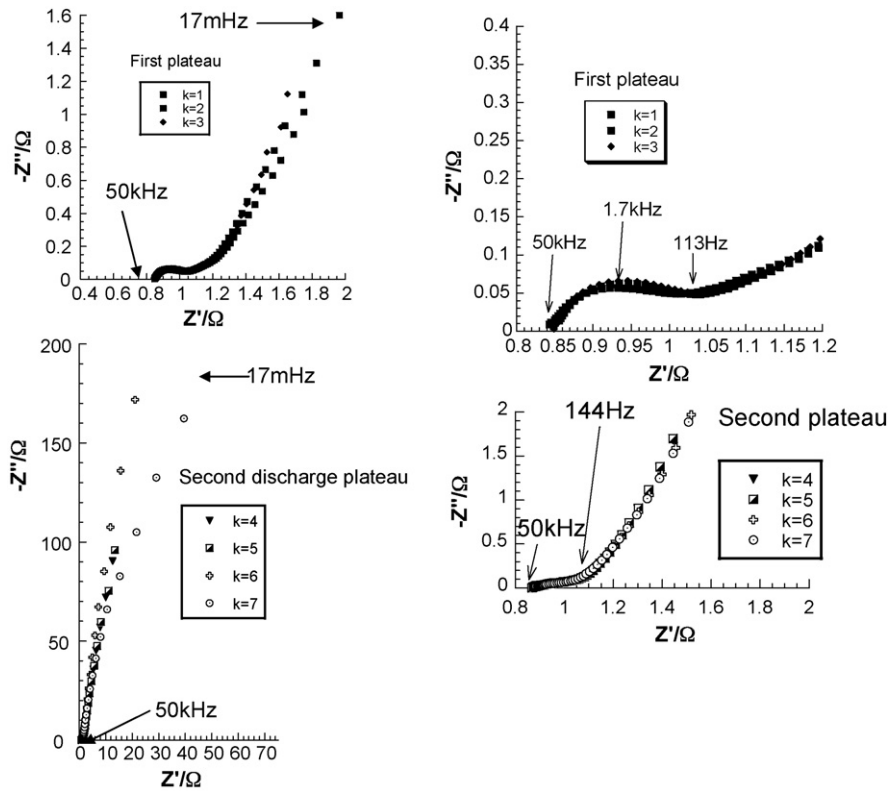 1.6
17mHz
1.4
First plateau
1.2
k=1
k=2
k=3
1
-Z"/Ω
0.8
0.6
50kHz
0.4
0.2
0
0.4 0.6 0.8 1 1.2 1.4 1.6 1.8 2
Z'/Ω
0.4
0.35
First plateau
0.3
k=1
k=2
k=3
0.25
-Z"/Ω
0.2
0.15
50kHz
1.7kHz
113Hz
0.1
0.05
0
0.8 0.85 0.9 0.95 1 1.05 1.1 1.15 1.2
Z'/Ω
200
17mHz
150
-Z"/Ω
Second discharge plateau
k=4
k=5
k=6
k=7
100
50
50kHz
0
0 10 20 30 40 50 60 70
Z'/Ω
144Hz
Second plateau
2
k=4
k=5
k=6
k=7
1.5
-Z"/Ω
1
50kHz
0.5
0
0.8 1 1.2 1.4 1.6 1.8 2
Z'/Ω